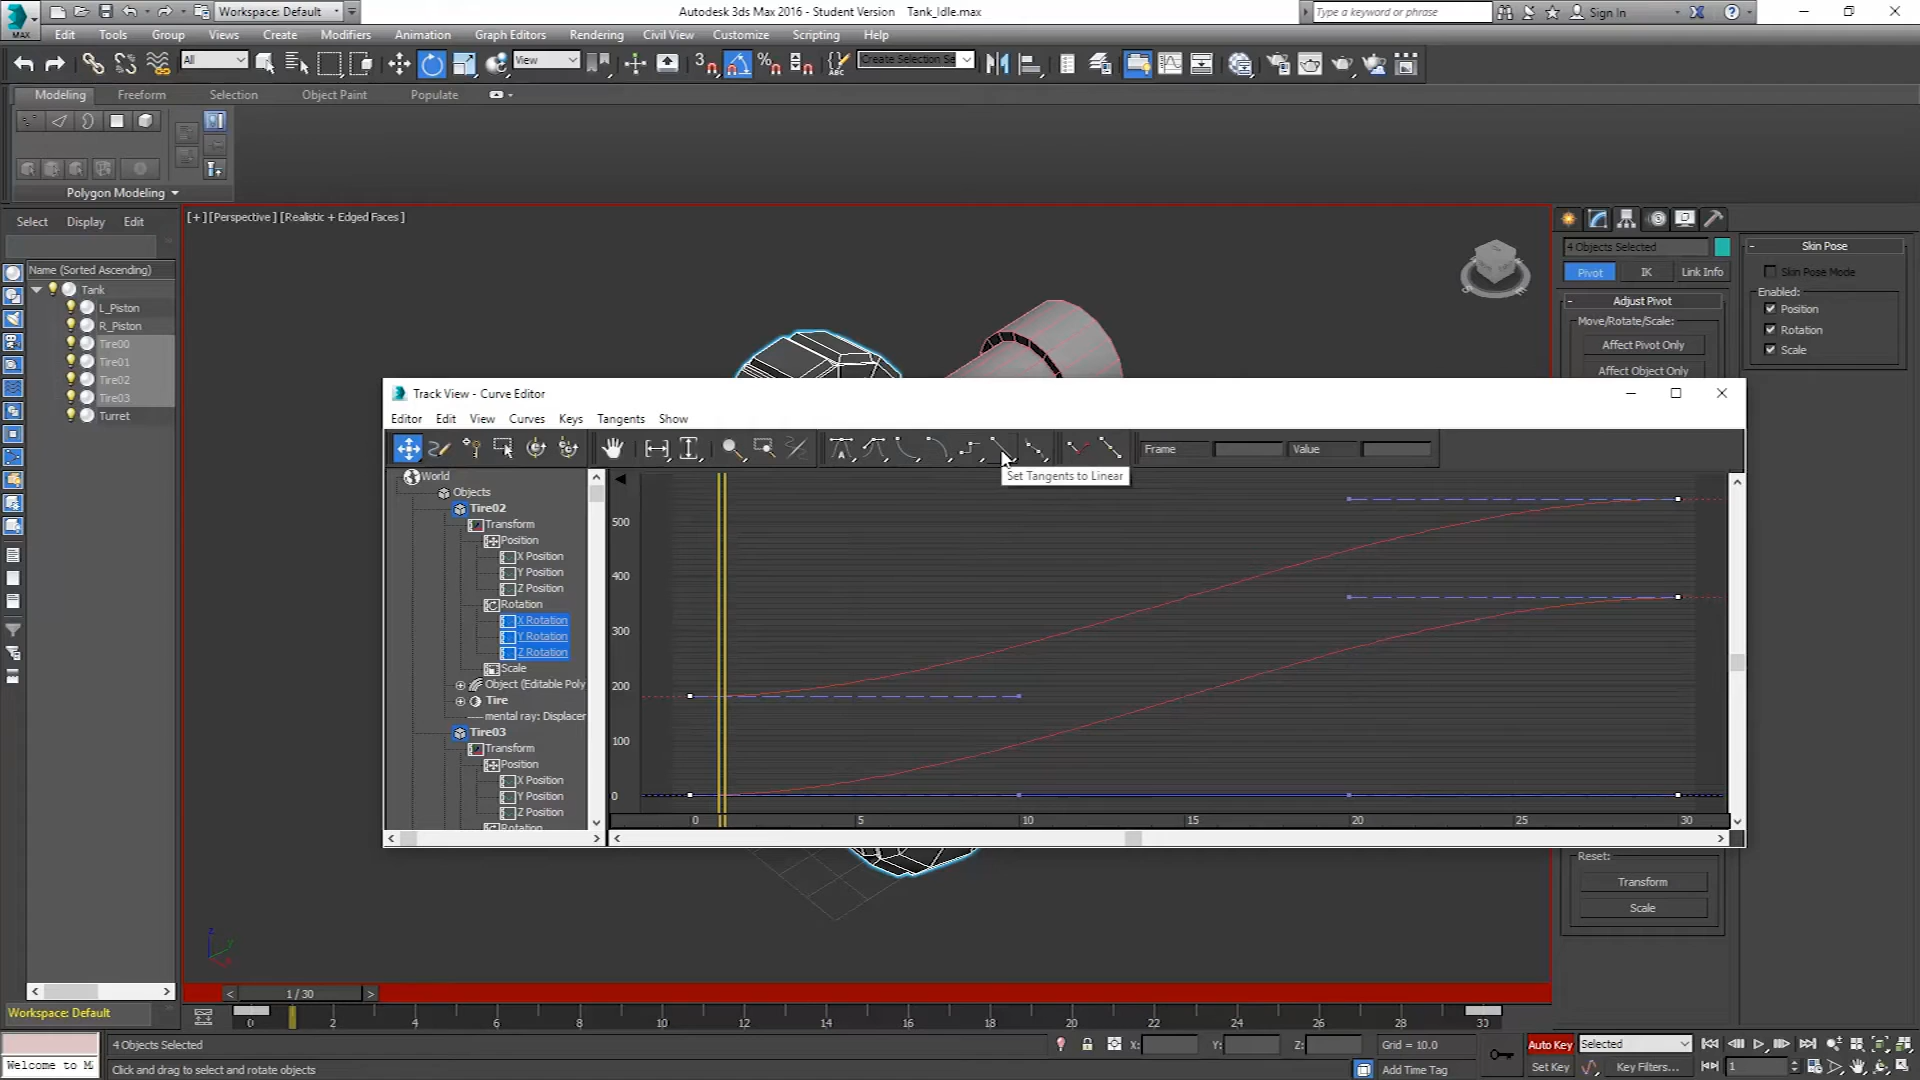 Workspace: Default
Autodesk 3ds Max 2016 - Student Version Tank_Idle.max
Type a keyword or phrase
Sign In
MAX
Edit Tools Group Views Create Modifiers Animation Graph Editors Rendering Civil View Customize Scripting Help
All
View
3
Create Selection Se
Modeling Freeform Selection Object Paint Populate
Polygon Modeling
Select Display Edit
[+] [Perspective ] [Realistic + Edged Faces ]
Name (Sorted Ascending)
Tank
L_Piston
R_Piston
Tire00
Tire01
Tire02
Tire03
Turret
4 Objects Selected
Pivot IK Link Info
Adjust Pivot
Move/Rotate/Scale:
Affect Pivot Only
Affect Object Only
Skin Pose
Skin Pose Mode
Enabled:
Position
Rotation
Scale
Track View - Curve Editor
Editor Edit View Curves Keys Tangents Show
Frame Value
Set Tangents to Linear
World
Objects
Tire02
Transform
Position
X Position
Y Position
Z Position
Rotation
X Rotation
Y Rotation
Z Rotation
Scale
Object (Editable Poly
Tire
mental ray: Displacer
Tire03
Transform
Position
X Position
Y Position
Z Position
Rotation
500
400
300
200
100
0
0 5 10 15 20 25 30
Reset:
Transform
Scale
1 / 30
Workspace: Default
0 2 4 6 8 10 12 14 16 18 20 22 24 26 28 30
4 Objects Selected
X: Y: Z: Grid = 10.0
Auto Key Selected
Welcome to M
Click and drag to select and rotate objects
Add Time Tag
Set Key Key Filters...
1